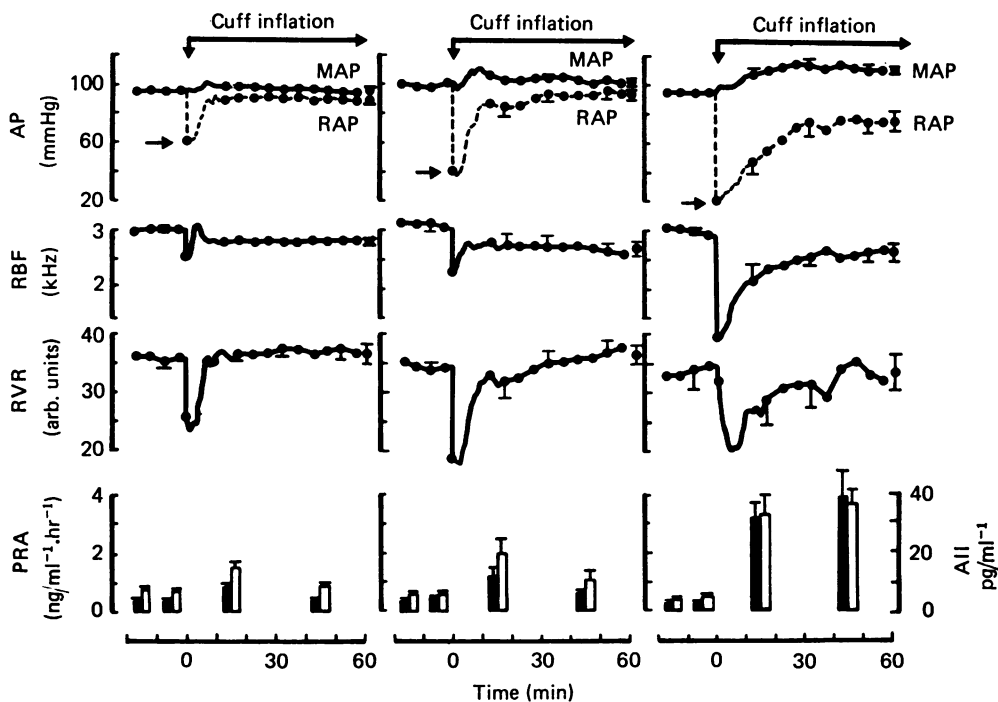 Cuff inflation
Cuff inflation
Cuff inflation
AP
(mmHg)
100
60
20
MAP
RAP
MAP
RAP
MAP
RAP
RBF
(kHz)
3
2
RVR
(arb. units)
40
30
20
PRA
(ng/ml⁻¹.hr⁻¹)
4
2
0
40
20
0
AII
pg/ml⁻¹
0
30
60
0
30
60
0
30
60
Time (min)